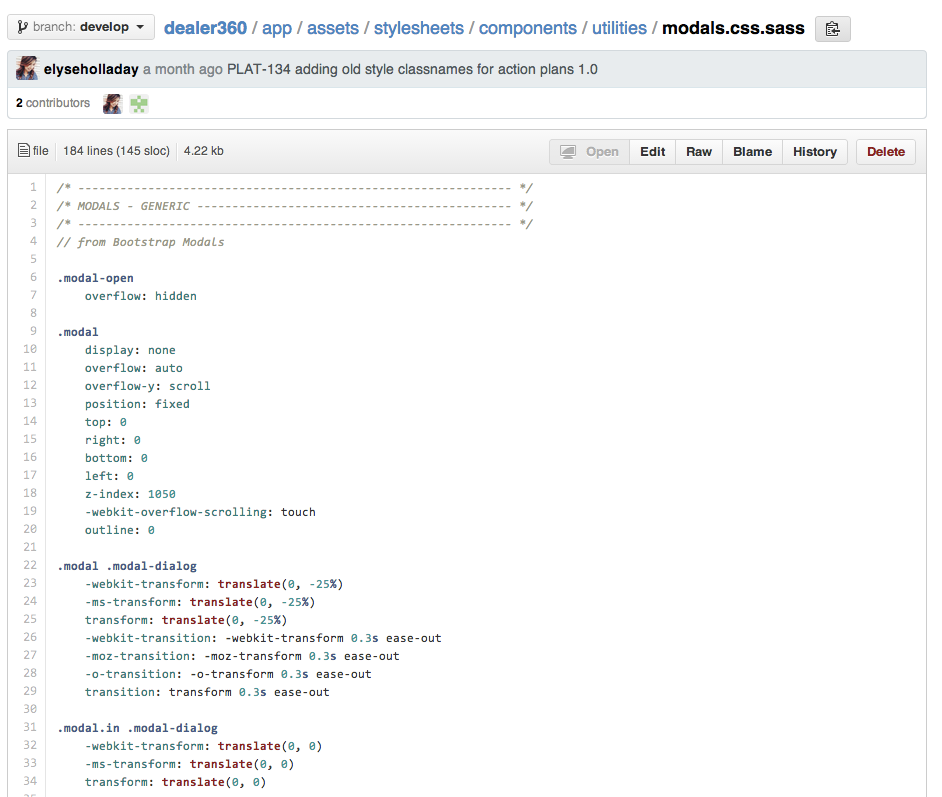 branch: develop dealer360 / app / assets / stylesheets / components / utilities / modals.css.sass
elyseholladay a month ago PLAT-134 adding old style classnames for action plans 1.0
2 contributors
file 184 lines (145 sloc) 4.22 kb Open Edit Raw Blame History Delete
1 /* -------------------------------------------------------------- */
2 /* MODALS - GENERIC --------------------------------------------- */
3 /* -------------------------------------------------------------- */
4 // from Bootstrap Modals
5
6 .modal-open
7 overflow: hidden
8
9 .modal
10 display: none
11 overflow: auto
12 overflow-y: scroll
13 position: fixed
14 top: 0
15 right: 0
16 bottom: 0
17 left: 0
18 z-index: 1050
19 -webkit-overflow-scrolling: touch
20 outline: 0
21
22 .modal .modal-dialog
23 -webkit-transform: translate(0, -25%)
24 -ms-transform: translate(0, -25%)
25 transform: translate(0, -25%)
26 -webkit-transition: -webkit-transform 0.3s ease-out
27 -moz-transition: -moz-transform 0.3s ease-out
28 -o-transition: -o-transform 0.3s ease-out
29 transition: transform 0.3s ease-out
30
31 .modal.in .modal-dialog
32 -webkit-transform: translate(0, 0)
33 -ms-transform: translate(0, 0)
34 transform: translate(0, 0)